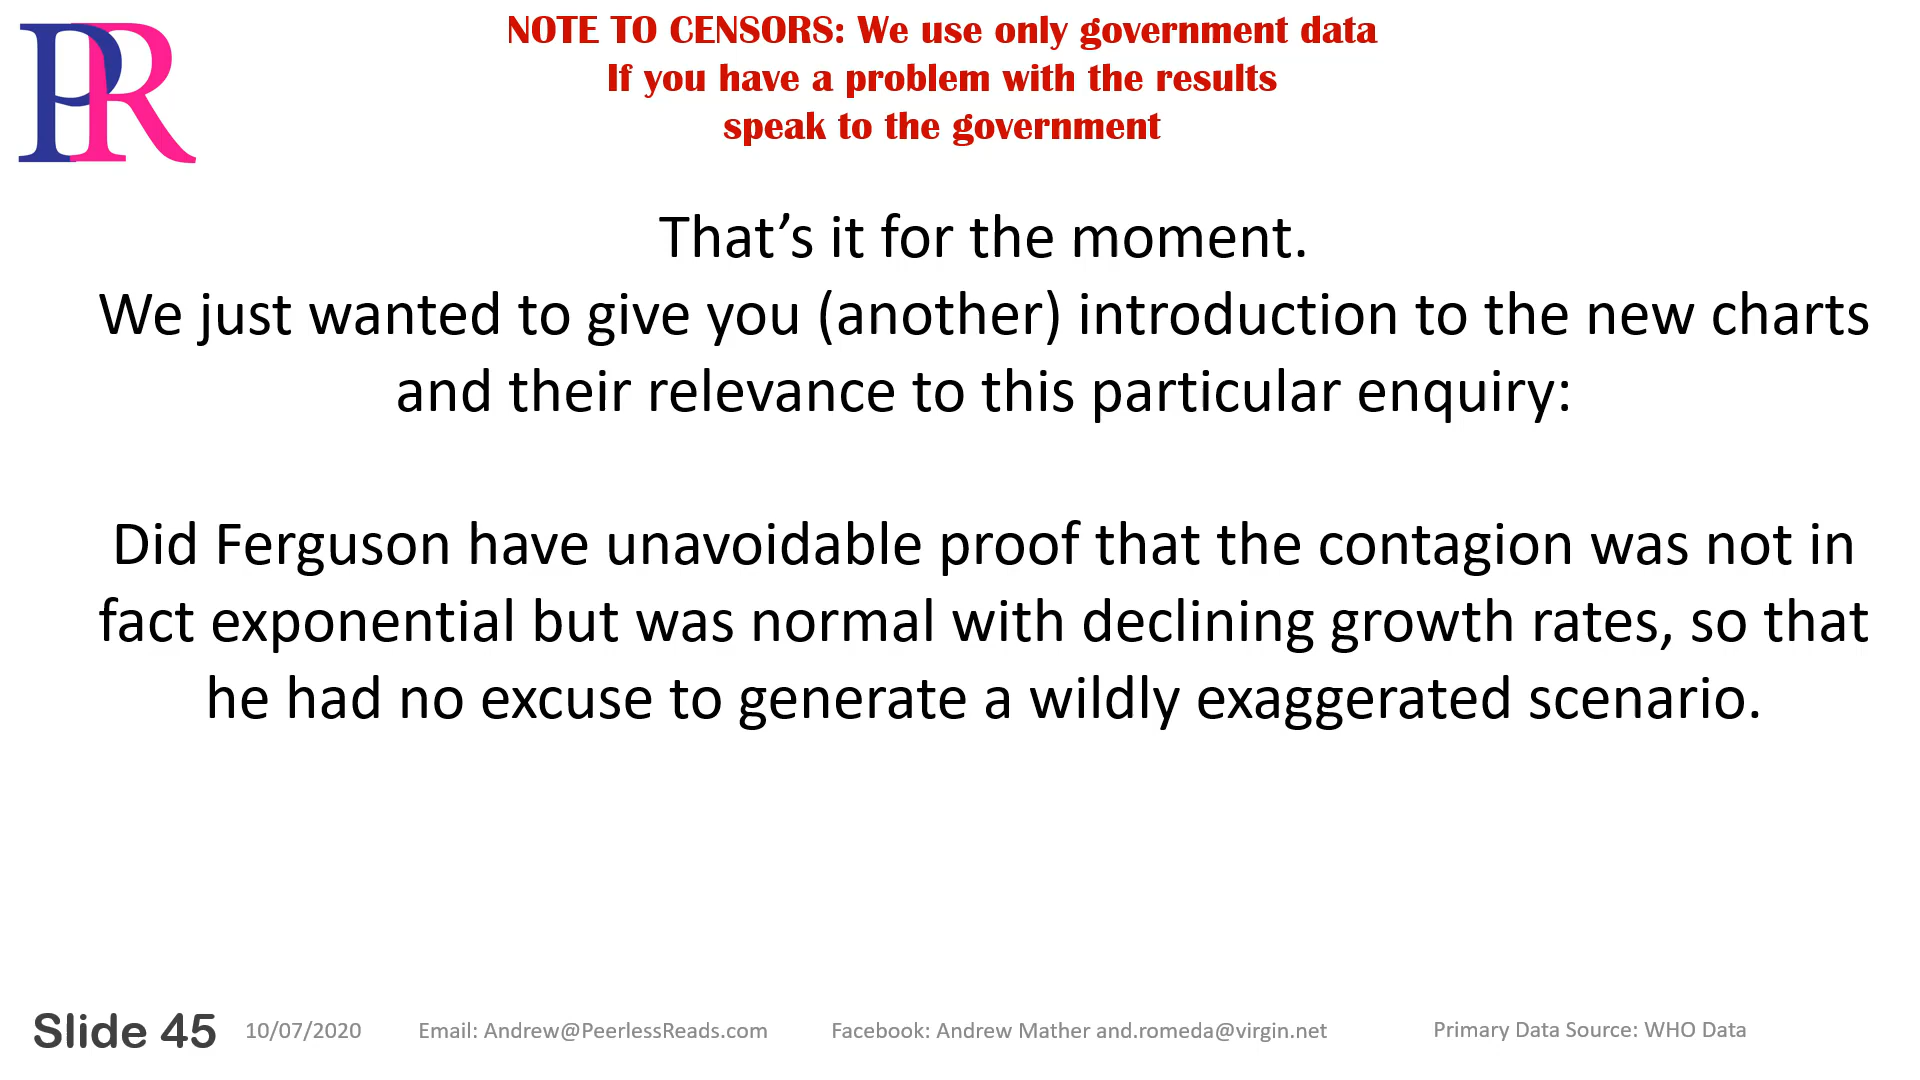 PR
NOTE TO CENSORS: We use only government data
If you have a problem with the results
speak to the government
That’s it for the moment.
We just wanted to give you (another) introduction to the new charts
and their relevance to this particular enquiry:
Did Ferguson have unavoidable proof that the contagion was not in
fact exponential but was normal with declining growth rates, so that
he had no excuse to generate a wildly exaggerated scenario.
Slide 45 10/07/2020 Email: Andrew@PeerlessReads.com Facebook: Andrew Mather and.romeda@virgin.net Primary Data Source: WHO Data